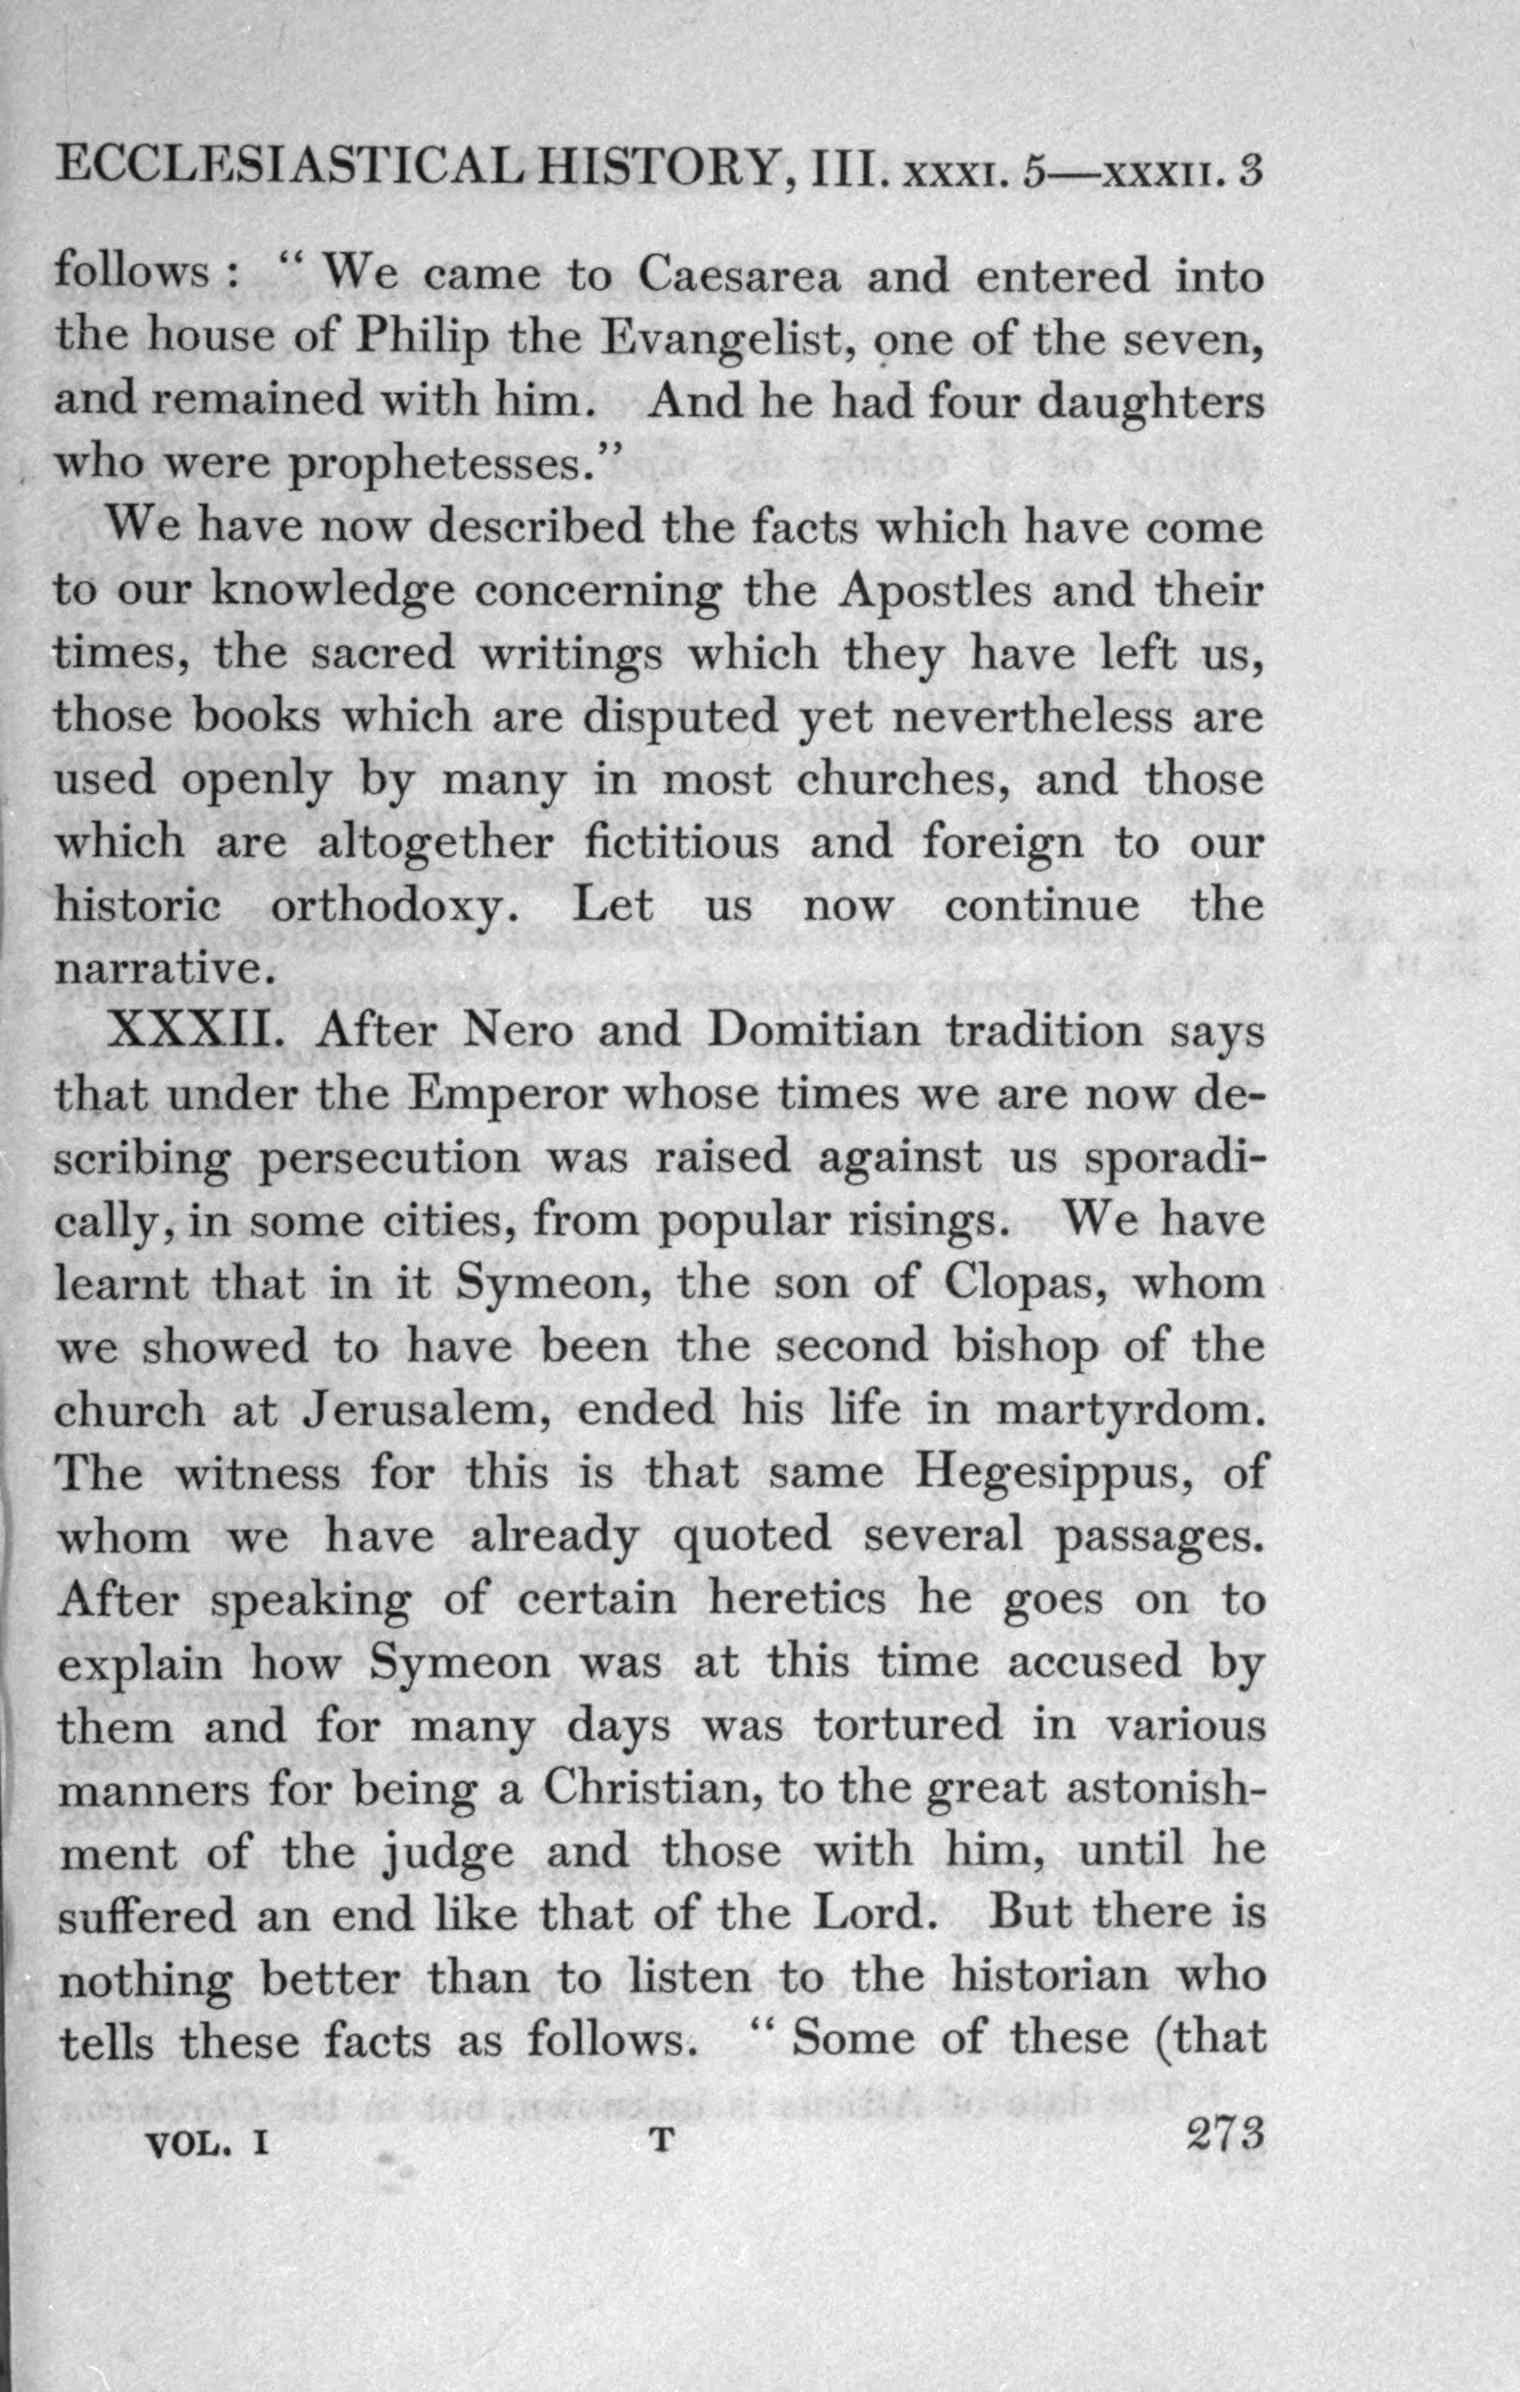 ECCLESIASTICAL HISTORY, III. XXXI. 5—XXXII. 3
follows : “ We came to Caesarea and entered into
the house of Philip the Evangelist, one of the seven,
and remained with him. And he had four daughters
who were prophetesses.”
We have now described the facts which have come
to our knowledge concerning the Apostles and their
times, the sacred writings which they have left us,
those books which are disputed yet nevertheless are
used openly by many in most churches, and those
which are altogether fictitious and foreign to our
historic orthodoxy. Let us now continue the
narrative.
XXXII. After Nero and Domitian tradition says
that under the Emperor whose times we are now de-
scribing persecution was raised against us sporadi-
cally, in some cities, from popular risings. We have
learnt that in it Symeon, the son of Clopas, whom
we showed to have been the second bishop of the
church at Jerusalem, ended his life in martyrdom.
The witness for this is that same Hegesippus, of
whom we have already quoted several passages.
After speaking of certain heretics he goes on to
explain how Symeon was at this time accused by
them and for many days was tortured in various
manners for being a Christian, to the great astonish-
ment of the judge and those with him, until he
suffered an end like that of the Lord. But there is
nothing better than to listen to the historian who
tells these facts as follows. “ Some of these (that
VOL. I T 273